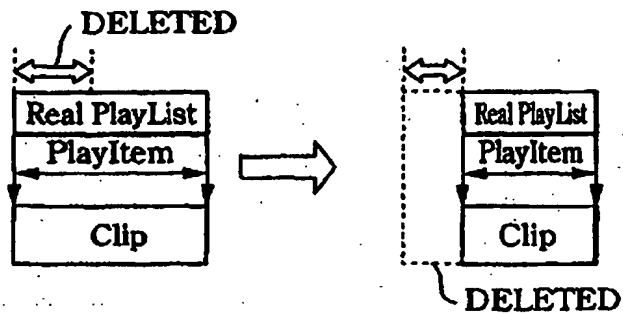 DELETED
Real PlayList
PlayItem
Clip
Real PlayList
PlayItem
Clip
DELETED